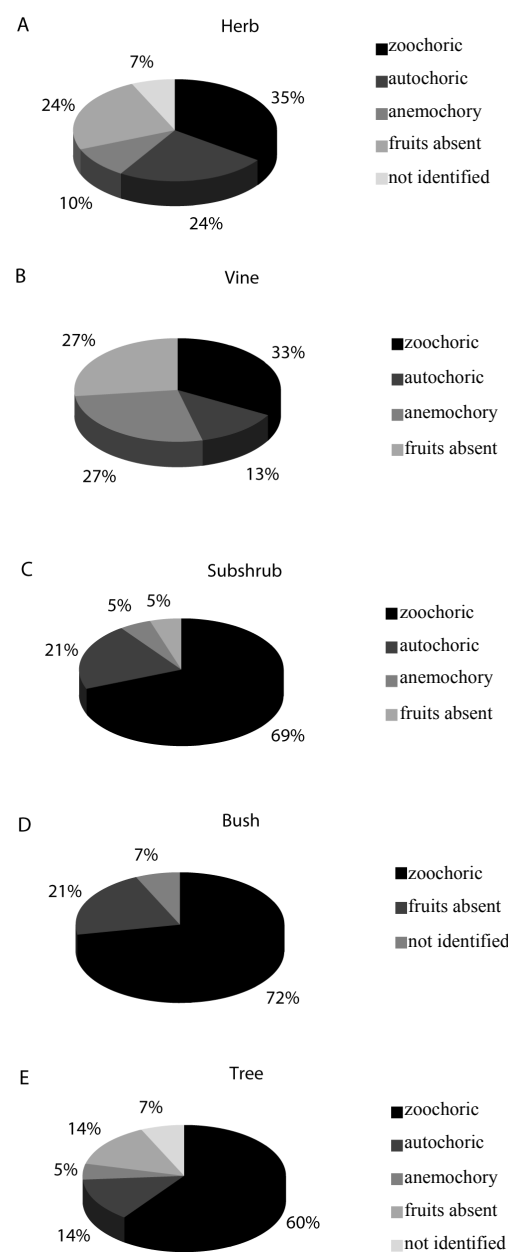 A
Herb
7%
35%
24%
10%
24%
zoochoric
autochoric
anemochory
fruits absent
not identified
B
Vine
27%
33%
27%
13%
zoochoric
autochoric
anemochory
fruits absent
C
Subshrub
5%
5%
21%
69%
zoochoric
autochoric
anemochory
fruits absent
D
Bush
7%
21%
72%
zoochoric
fruits absent
not identified
E
Tree
7%
14%
5%
14%
60%
zoochoric
autochoric
anemochory
fruits absent
not identified